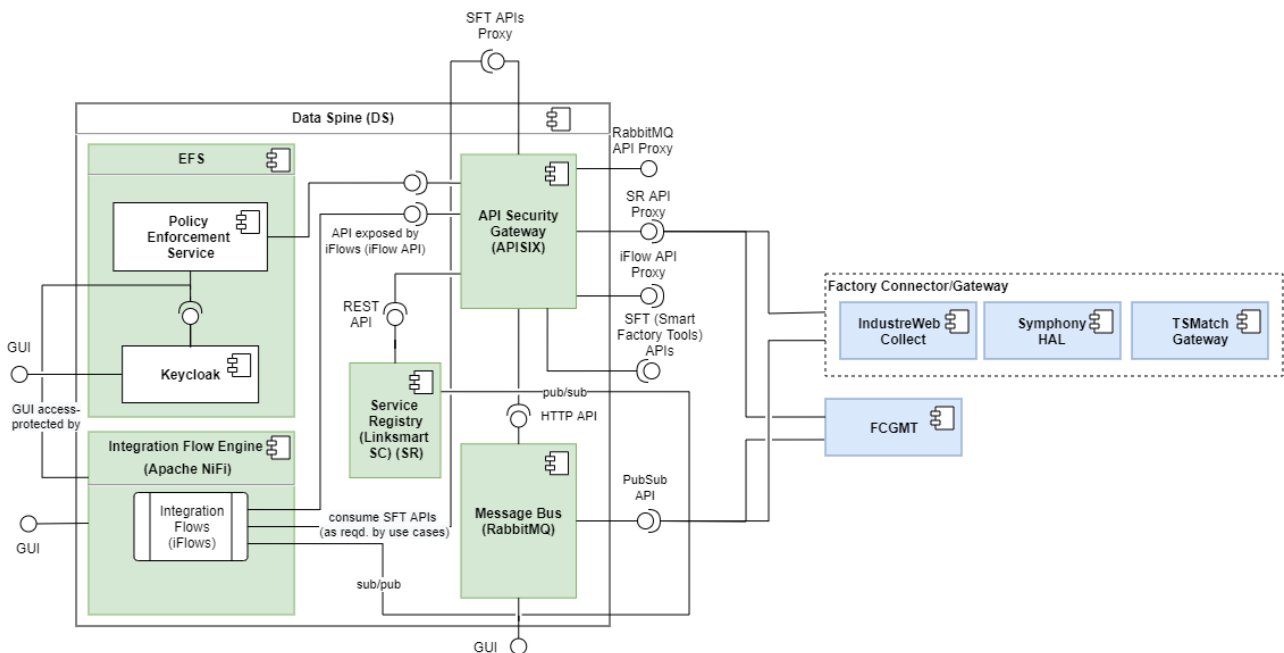 SFT APIs
Proxy
Data Spine (DS)
EFS
Policy
Enforcement
Service
Keycloak
GUI
GUI access-
protected by
Integration Flow Engine
(Apache NiFi)
Integration
Flows
(iFlows)
GUI
API exposed by
iFlows (iFlow API)
REST
API
Service
Registry
(Linksmart
SC) (SR)
consume SFT APIs
(as reqd. by use cases)
sub/pub
API Security
Gateway
(APISIX)
pub/sub
HTTP API
Message Bus
(RabbitMQ)
GUI
RabbitMQ
API Proxy
SR API
Proxy
iFlow API
Proxy
SFT (Smart
Factory Tools)
APIs
PubSub
API
Factory Connector/Gateway
IndustreWeb
Collect
Symphony
HAL
TSMatch
Gateway
FCGMT